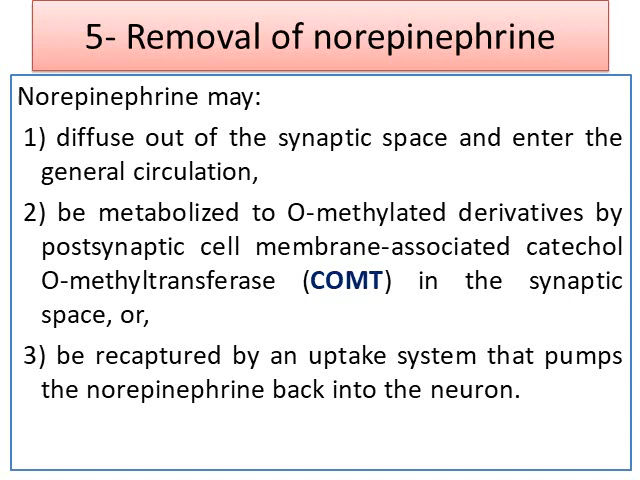 5- Removal of norepinephrine
Norepinephrine may:
1) diffuse out of the synaptic space and enter the
general circulation,
2) be metabolized to O-methylated derivatives by
postsynaptic cell membrane-associated catechol
O-methyltransferase (COMT) in the synaptic
space, or,
3) be recaptured by an uptake system that pumps
the norepinephrine back into the neuron.